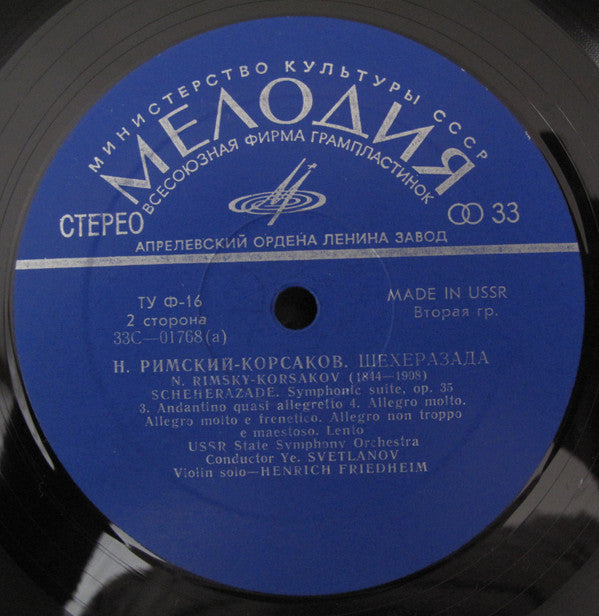 МИНИСТЕРСТВО КУЛЬТУРЫ СССР
МЕЛОДИЯ
ВСЕСОЮЗНАЯ ФИРМА ГРАМПЛАСТИНОК
СТЕРЕО
33
АПРЕЛЕВСКИЙ ОРДЕНА ЛЕНИНА ЗАВОД
ТУ Ф-16
2 сторона
33С—01768(а)
MADE IN USSR
Вторая гр.
Н. РИМСКИЙ-КОРСАКОВ. ШЕХЕРАЗАДА
N. RIMSKY-KORSAKOV (1844—1908)
SCHEHERAZADE. Symphonic suite, op. 35
3. Andantino quasi allegretto 4. Allegro molto.
Allegro molto e frenetico. Allegro non troppo
e maestoso. Lento
USSR State Symphony Orchestra
Conductor Ye. SVETLANOV
Violin solo—HENRICH FRIEDHEIM